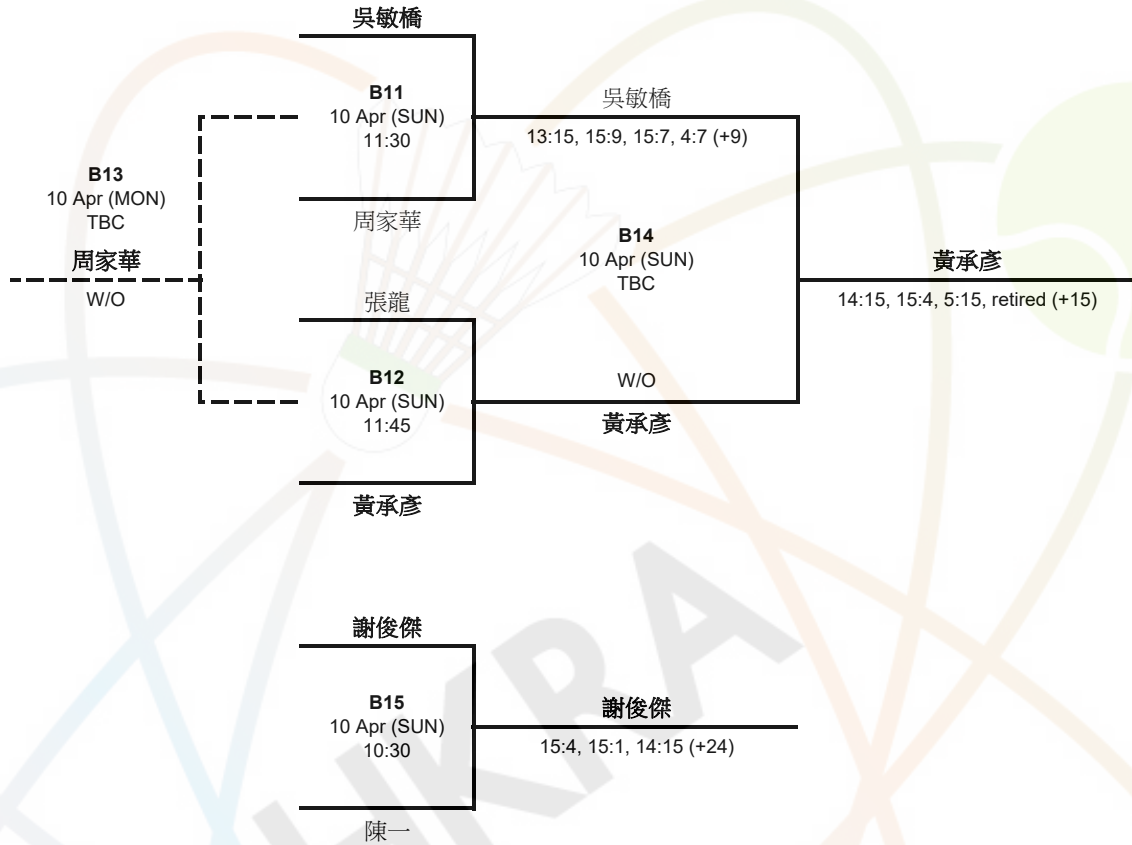 吳敏橋
B11
10 Apr (SUN)
11:30
吳敏橋
13:15, 15:9, 15:7, 4:7 (+9)
周家華
B13
10 Apr (MON)
TBC
周家華
W/O
B14
10 Apr (SUN)
TBC
黃承彥
14:15, 15:4, 5:15, retired (+15)
張龍
B12
10 Apr (SUN)
11:45
W/O
黃承彥
黃承彥
謝俊傑
B15
10 Apr (SUN)
10:30
謝俊傑
15:4, 15:1, 14:15 (+24)
陳一
HKRA